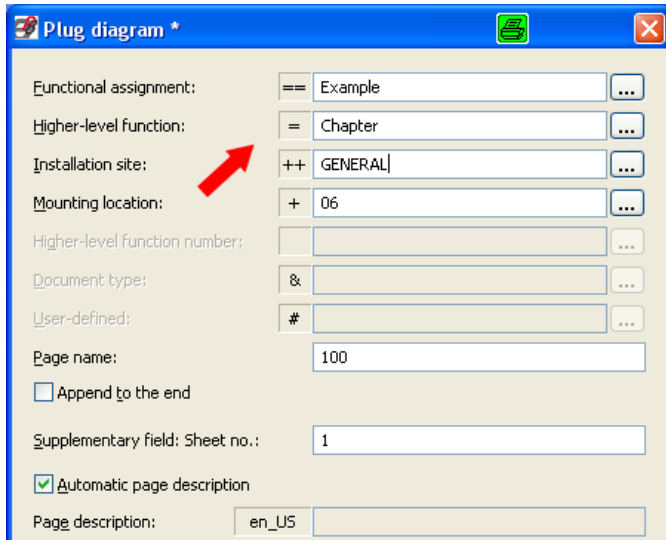 Plug diagram *
Functional assignment: == Example ...
Higher-level function: = Chapter ...
Installation site: ++ GENERAL ...
Mounting location: + 06 ...
Higher-level function number: ...
Document type: & ...
User-defined: # ...
Page name: 100
Append to the end
Supplementary field: Sheet no.: 1
Automatic page description
Page description: en_US